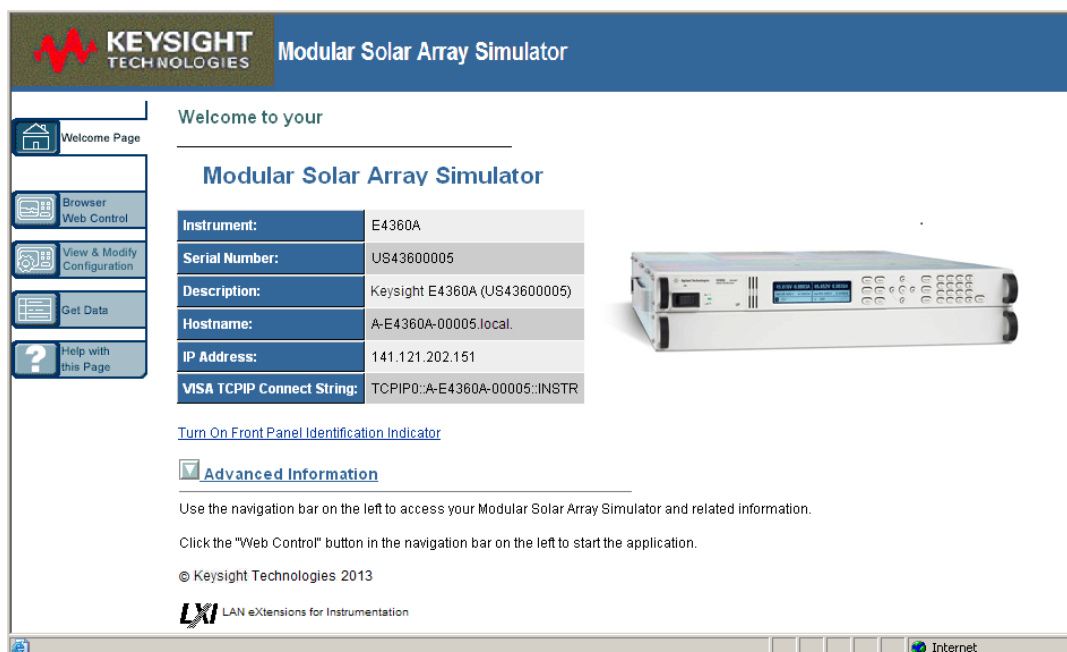 KEYSIGHT
TECHNOLOGIES
Modular Solar Array Simulator
Welcome Page
Browser
Web Control
View & Modify
Configuration
Get Data
Help with
this Page
Welcome to your
Modular Solar Array Simulator
Instrument: E4360A
Serial Number: US43600005
Description: Keysight E4360A (US43600005)
Hostname: A-E4360A-00005.local.
IP Address: 141.121.202.151
VISA TCPIP Connect String: TCPIP0::A-E4360A-00005::INSTR
Agilent Technologies
Turn On Front Panel Identification Indicator
Advanced Information
Use the navigation bar on the left to access your Modular Solar Array Simulator and related information.
Click the "Web Control" button in the navigation bar on the left to start the application.
© Keysight Technologies 2013
LXI LAN eXtensions for Instrumentation
Internet